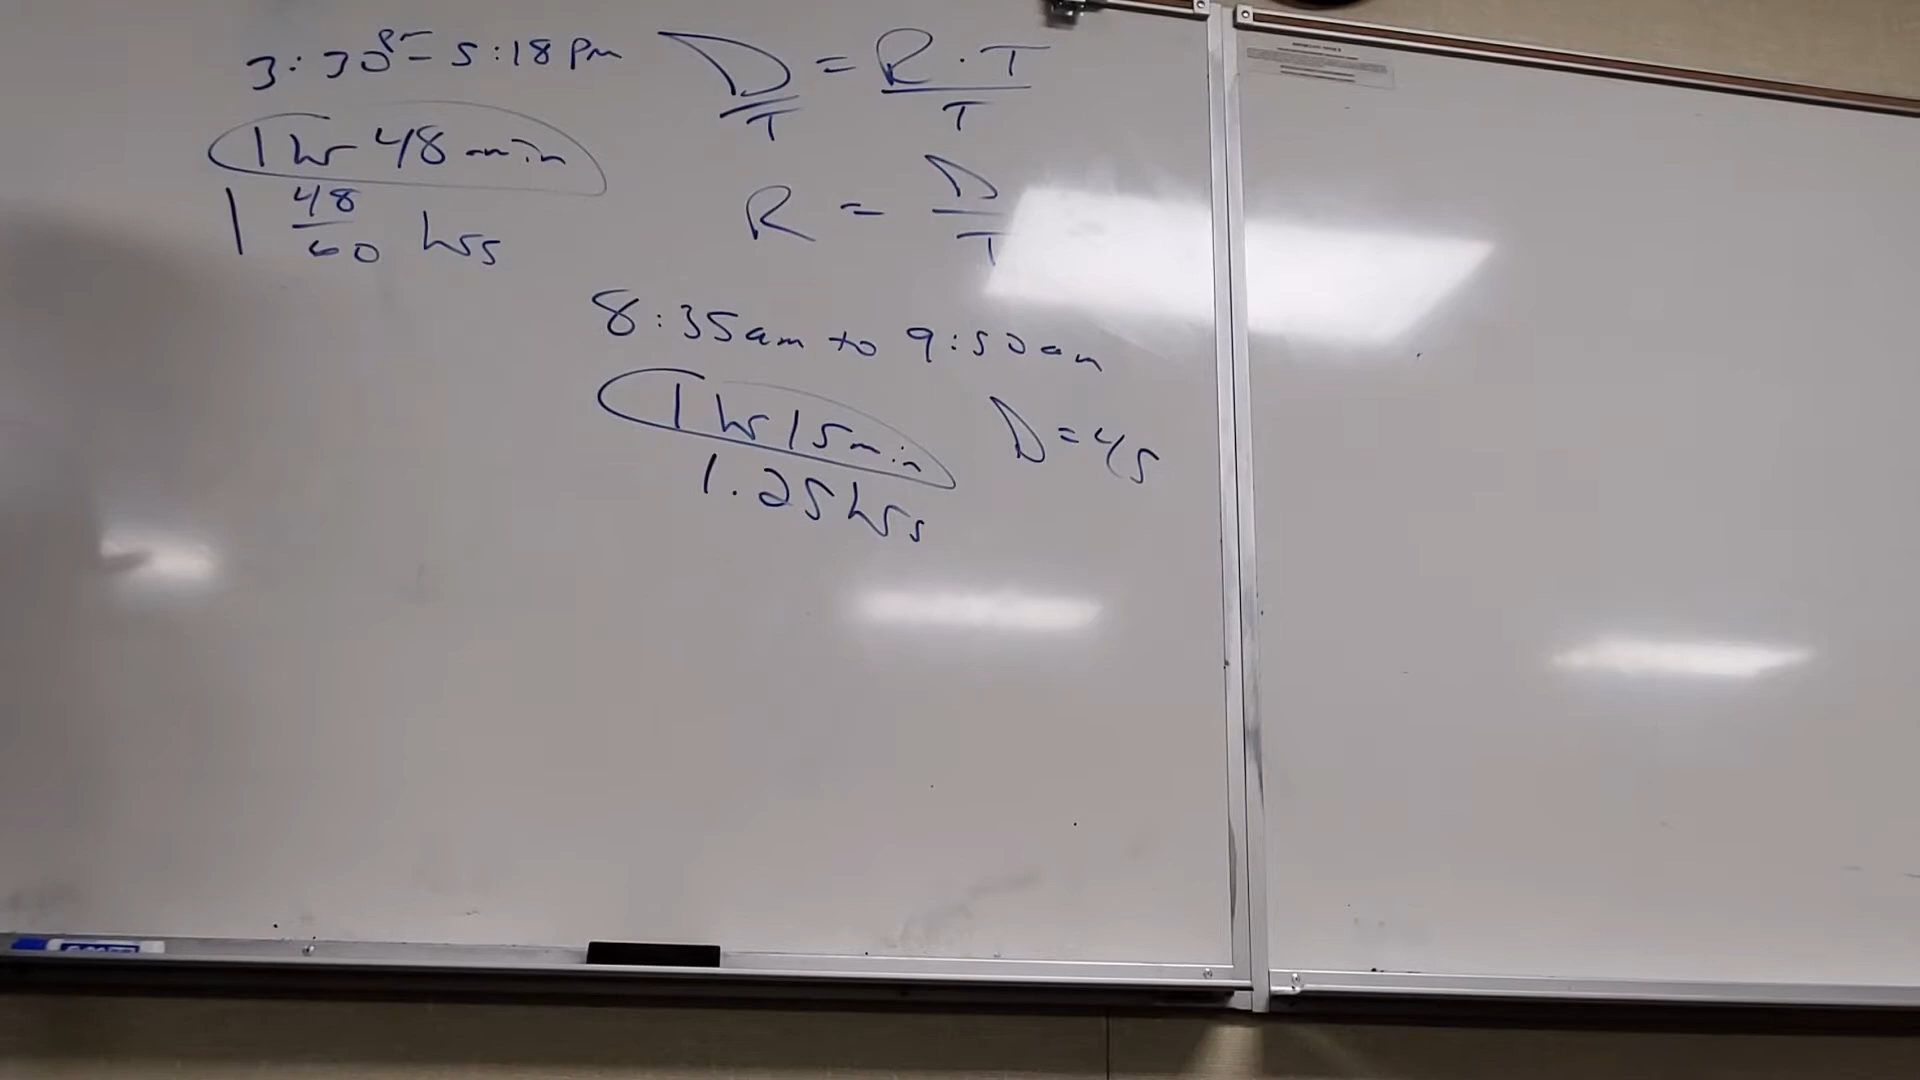 3:30 - 5:18 pm
1 hr 48 min
1 48/60 hrs
D/T = R · T/T
R = D/T
8:35am to 9:50am
1 hr 15 min
1.25 hrs
D = 45